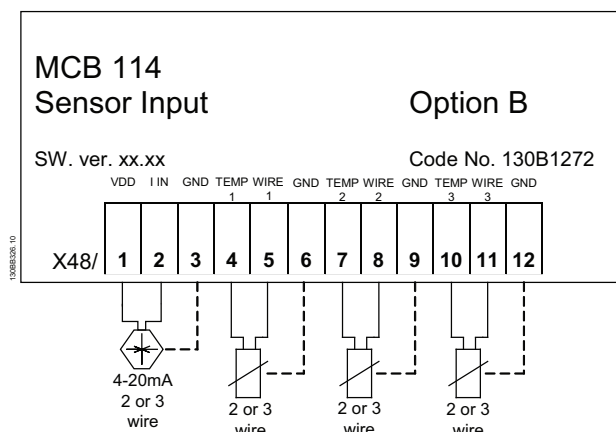 MCB 114
Sensor Input
Option B
SW. ver. xx.xx
Code No. 130B1272
VDD I IN GND TEMP WIRE GND TEMP WIRE GND TEMP WIRE GND
1 1 2 2 3 3
X48/ 1 2 3 4 5 6 7 8 9 10 11 12
130BB326.10
4-20mA
2 or 3
wire
2 or 3
wire
2 or 3
wire
2 or 3
wire